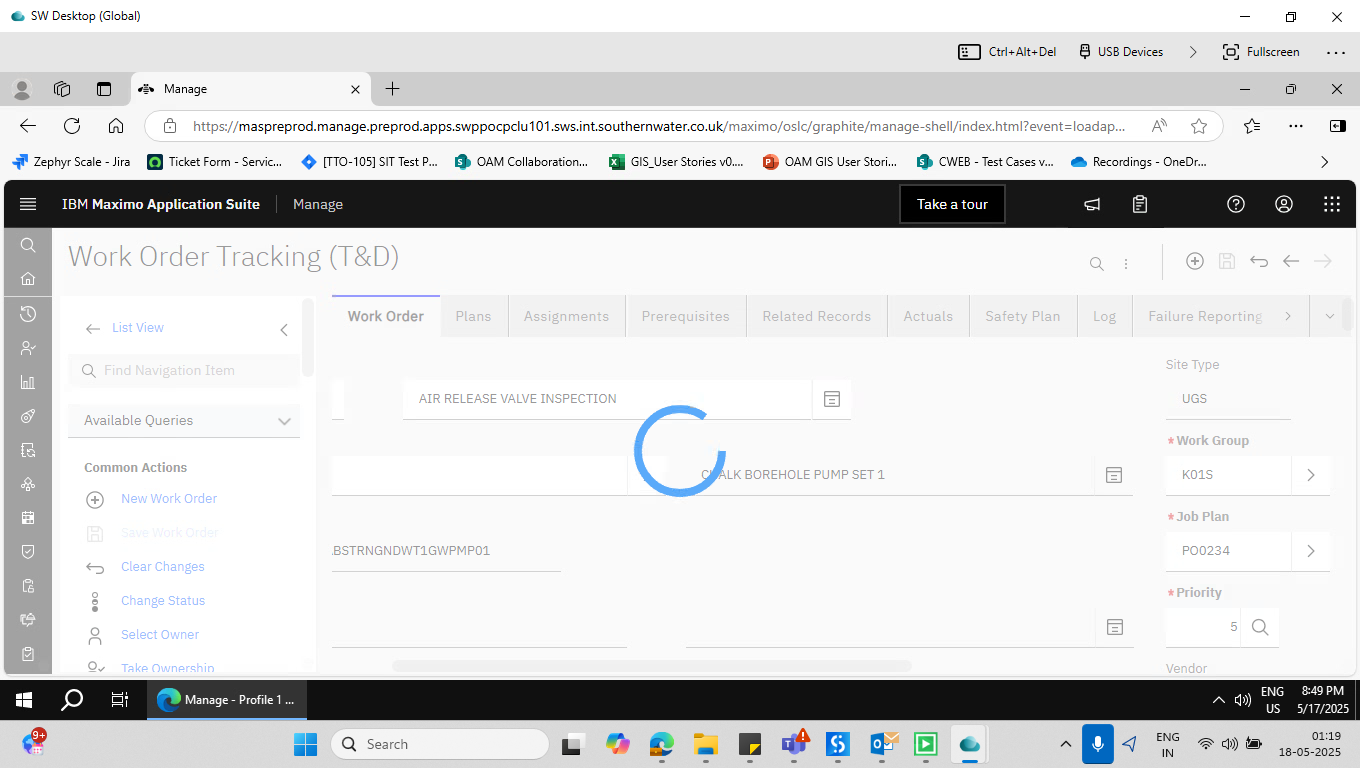 SW Desktop (Global)
Ctrl+Alt+Del
USB Devices
Fullscreen
Manage
https://maspreprod.manage.preprod.apps.swppocpclu101.sws.int.southernwater.co.uk/maximo/oslc/graphite/manage-shell/index.html?event=loadap...
Zephyr Scale - Jira
Ticket Form - Servic...
[TTO-105] SIT Test P...
OAM Collaboration...
GIS_User Stories v0....
OAM GIS User Stori...
CWEB - Test Cases v...
Recordings - OneDr...
IBM Maximo Application Suite
Manage
Take a tour
Work Order Tracking (T&D)
List View
Find Navigation Item
Available Queries
Common Actions
New Work Order
Save Work Order
Clear Changes
Change Status
Select Owner
Take Ownership
Work Order
Plans
Assignments
Prerequisites
Related Records
Actuals
Safety Plan
Log
Failure Reporting
AIR RELEASE VALVE INSPECTION
CHALK BOREHOLE PUMP SET 1
ABSTRNGNDWT1GWPMP01
Site Type
UGS
*Work Group
K01S
*Job Plan
PO0234
*Priority
5
Vendor
Manage - Profile 1 ...
ENG
US
8:49 PM
5/17/2025
9+
Search
ENG
IN
01:19
18-05-2025